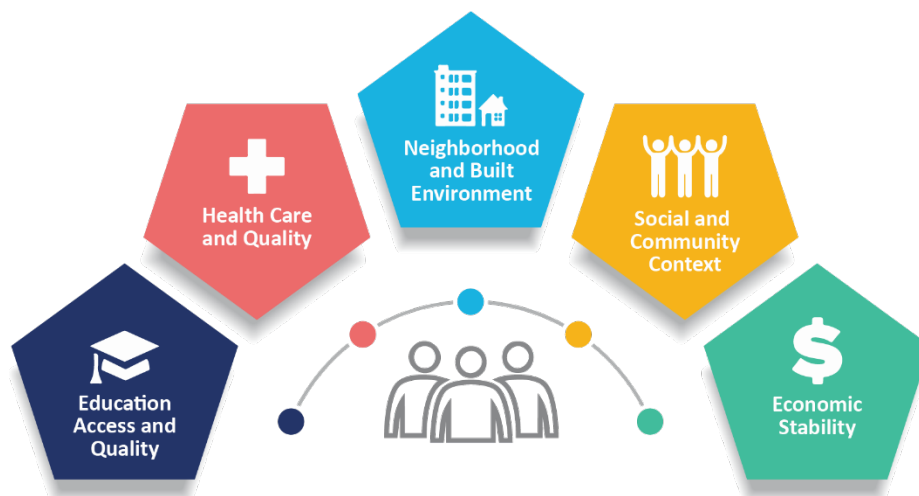 Education
Access and
Quality
Health Care
and Quality
Neighborhood
and Built
Environment
Social and
Community
Context
$
Economic
Stability